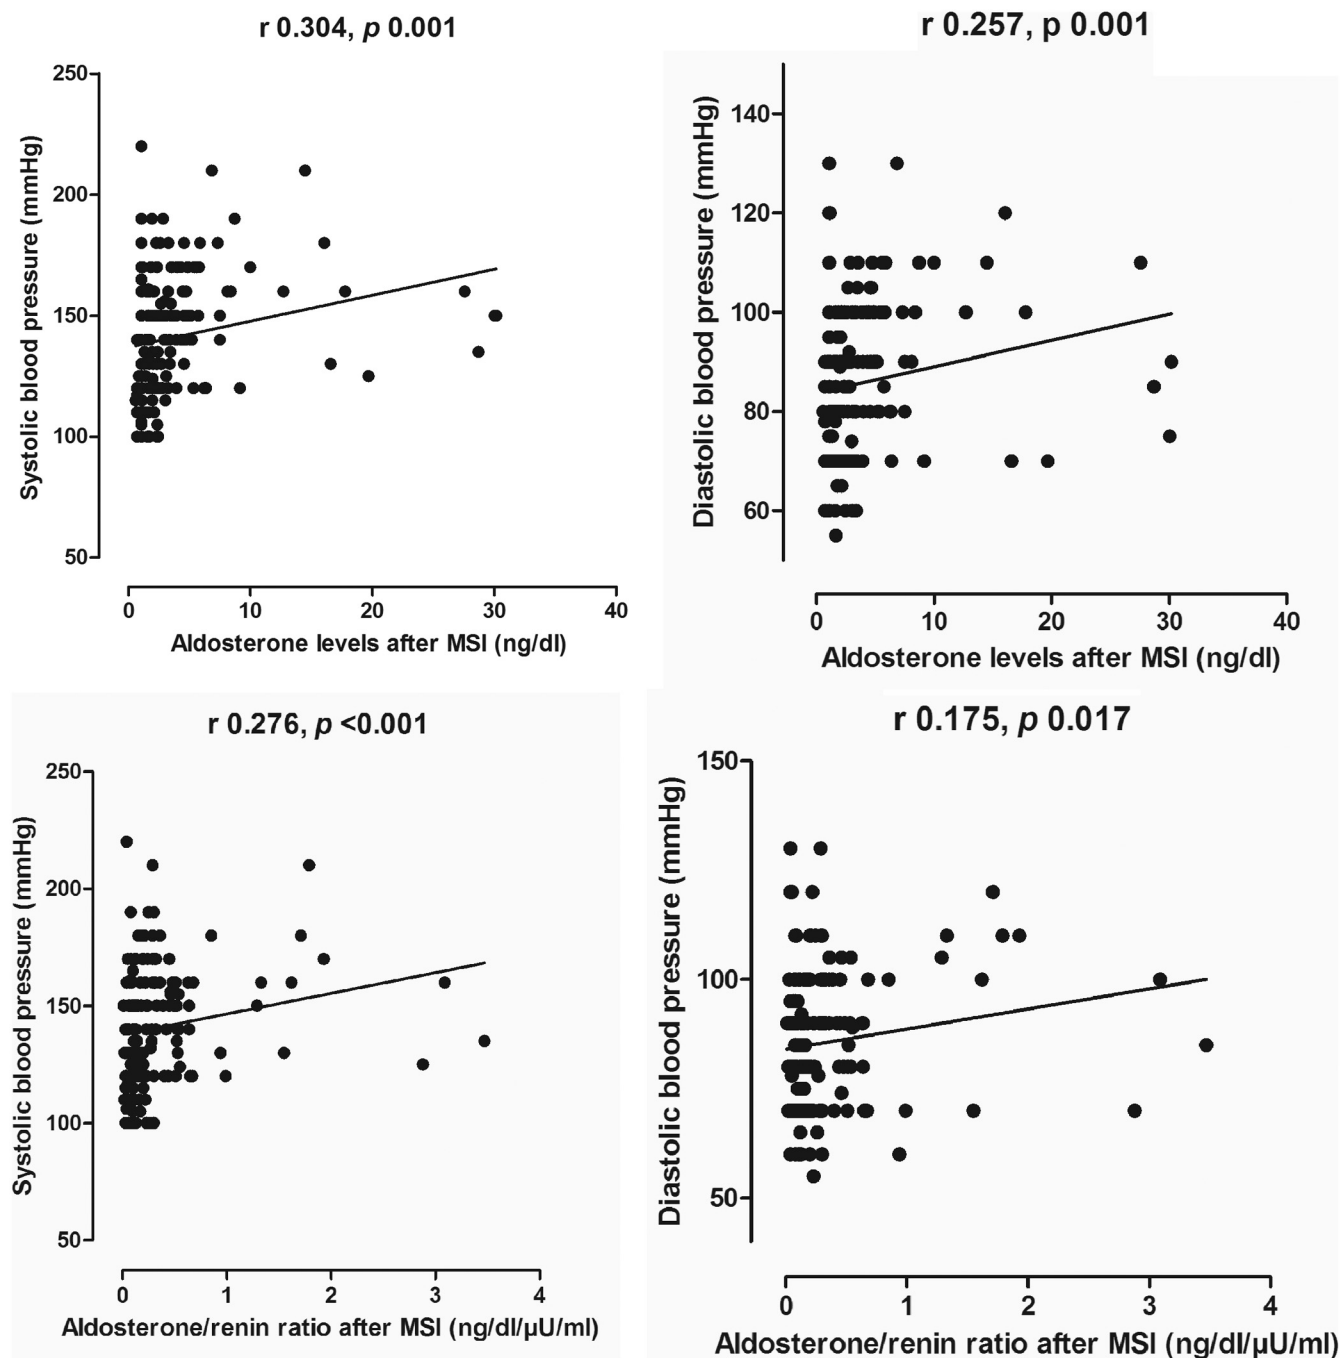 r 0.304, p 0.001
Systolic blood pressure (mmHg)
250
200
150
100
50
0 10 20 30 40
Aldosterone levels after MSI (ng/dl)
r 0.257, p 0.001
Diastolic blood pressure (mmHg)
140
120
100
80
60
0 10 20 30 40
Aldosterone levels after MSI (ng/dl)
r 0.276, p <0.001
Systolic blood pressure (mmHg)
250
200
150
100
50
0 1 2 3 4
Aldosterone/renin ratio after MSI (ng/dl/µU/ml)
r 0.175, p 0.017
Diastolic blood pressure (mmHg)
150
100
50
0 1 2 3 4
Aldosterone/renin ratio after MSI (ng/dl/µU/ml)